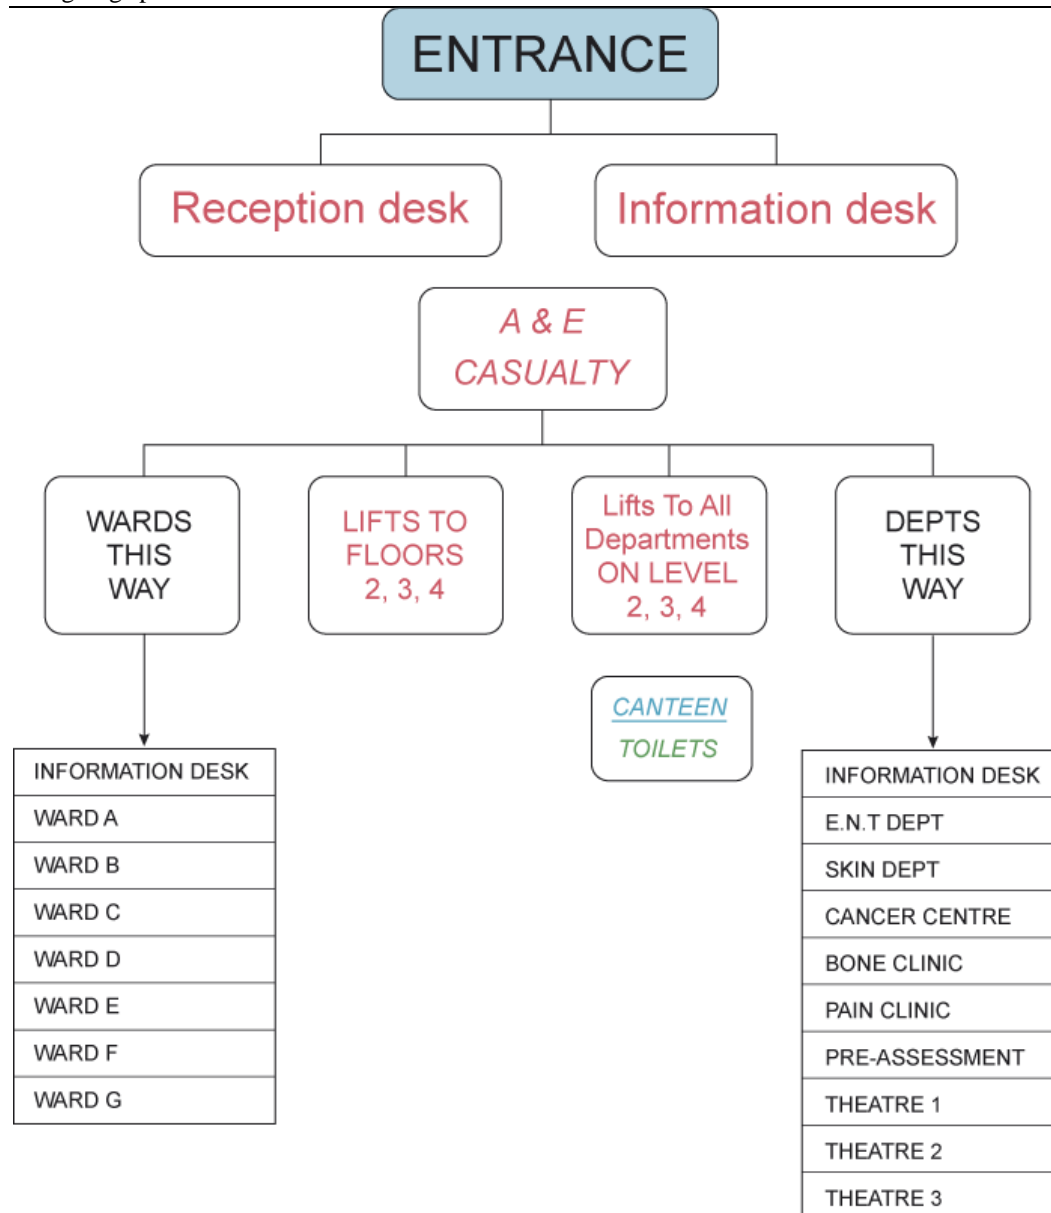 ENTRANCE
Reception desk
Information desk
A & E
CASUALTY
WARDS
THIS
WAY
LIFTS TO
FLOORS
2, 3, 4
Lifts To All
Departments
ON LEVEL
2, 3, 4
DEPTS
THIS
WAY
CANTEEN
TOILETS
INFORMATION DESK
WARD A
WARD B
WARD C
WARD D
WARD E
WARD F
WARD G
INFORMATION DESK
E.N.T DEPT
SKIN DEPT
CANCER CENTRE
BONE CLINIC
PAIN CLINIC
PRE-ASSESSMENT
THEATRE 1
THEATRE 2
THEATRE 3